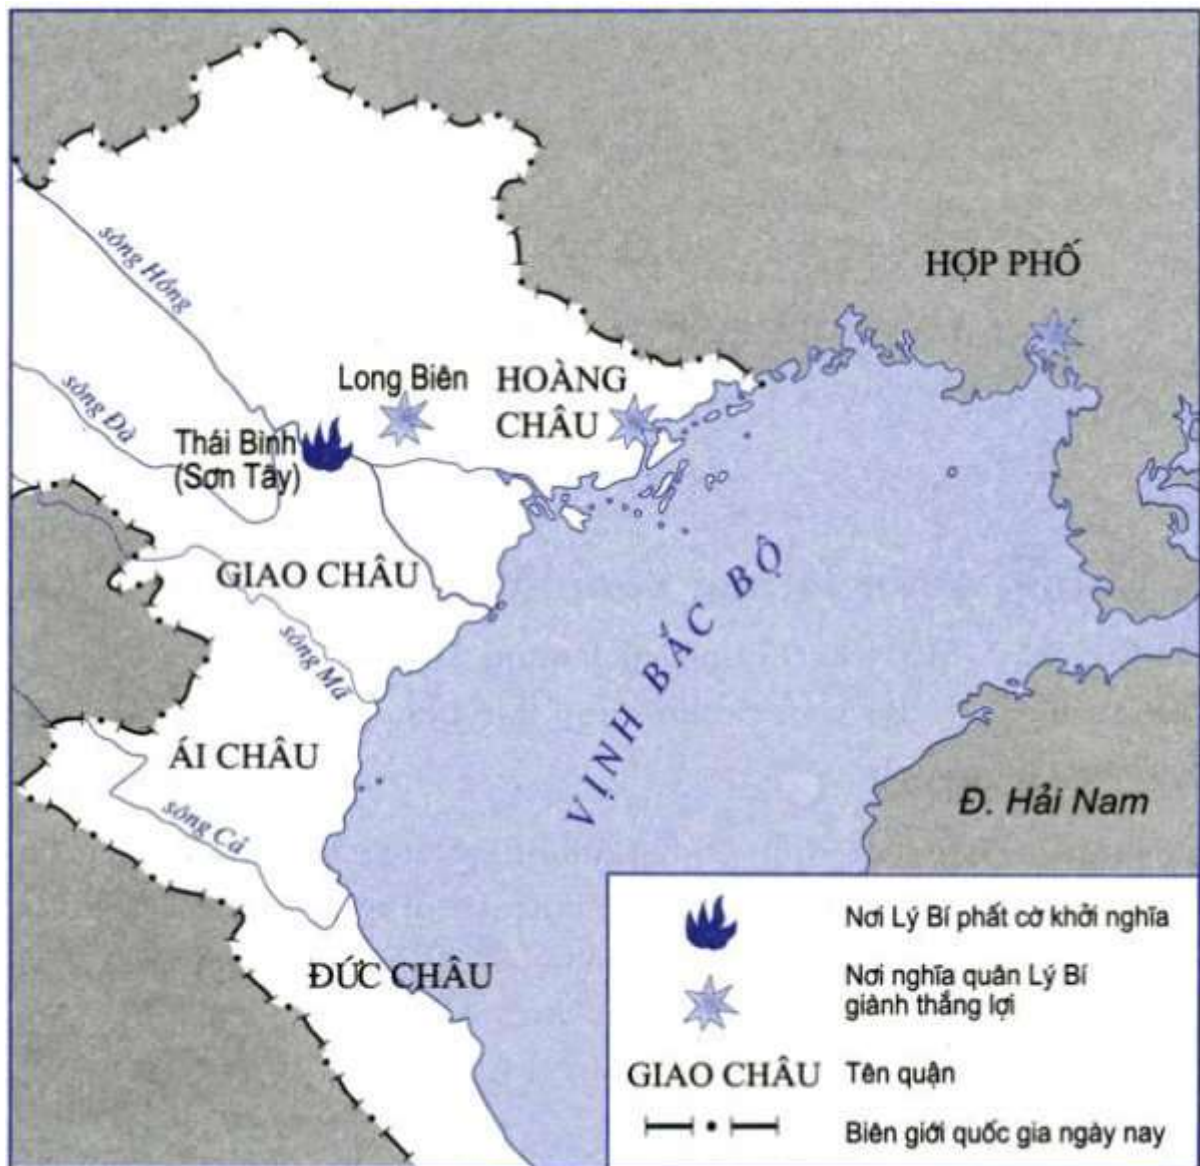 sông Hồng
HỢP PHỐ
sông Đà
Long Biên
HOÀNG
CHÂU
Thái Bình
(Sơn Tây)
GIAO CHÂU
VỊNH BẮC BỘ
sông Mã
ÁI CHÂU
sông Cả
Đ. Hải Nam
ĐỨC CHÂU
Nơi Lý Bí phất cờ khởi nghĩa
Nơi nghĩa quân Lý Bí
giành thắng lợi
GIAO CHÂU Tên quận
Biên giới quốc gia ngày nay